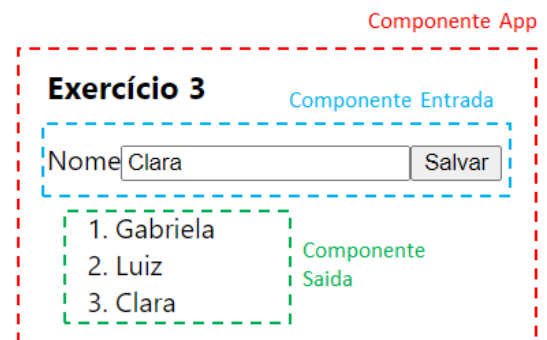 Componente App
Exercício 3
Componente Entrada
Nome Clara Salvar
1. Gabriela
2. Luiz
3. Clara
Componente
Saida